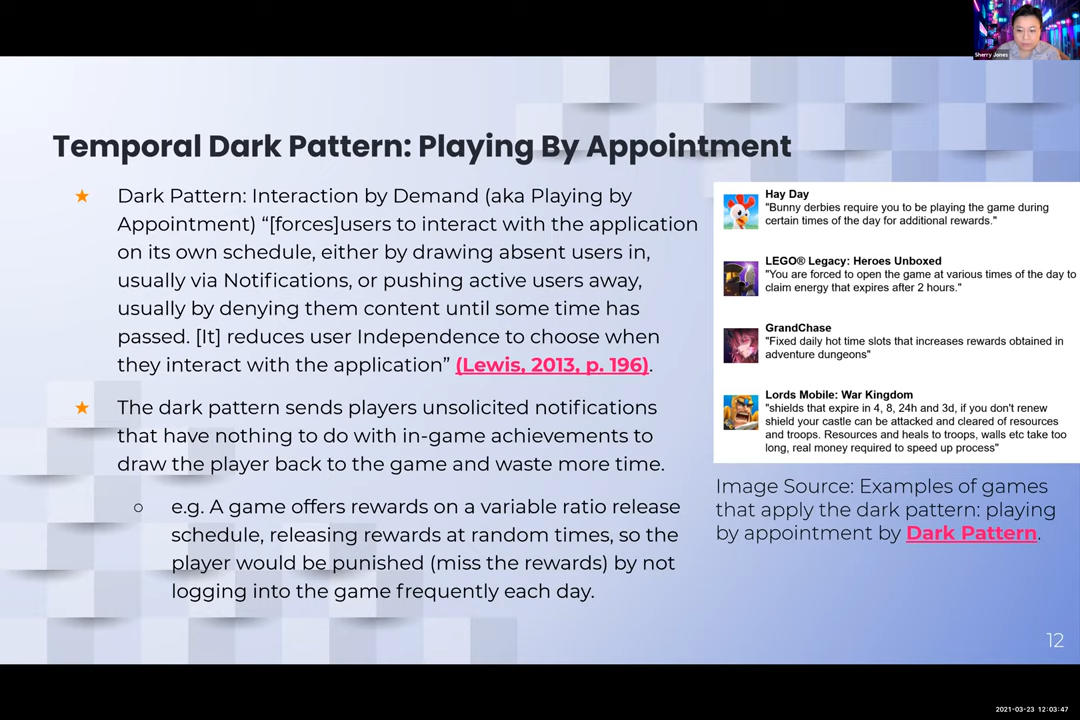 Sherry Jones
Temporal Dark Pattern: Playing By Appointment
★ Dark Pattern: Interaction by Demand (aka Playing by
Appointment) “[forces]users to interact with the application
on its own schedule, either by drawing absent users in,
usually via Notifications, or pushing active users away,
usually by denying them content until some time has
passed. [It] reduces user Independence to choose when
they interact with the application” (Lewis, 2013, p. 196).
★ The dark pattern sends players unsolicited notifications
that have nothing to do with in-game achievements to
draw the player back to the game and waste more time.
○ e.g. A game offers rewards on a variable ratio release
schedule, releasing rewards at random times, so the
player would be punished (miss the rewards) by not
logging into the game frequently each day.
Hay Day
"Bunny derbies require you to be playing the game during
certain times of the day for additional rewards."
LEGO® Legacy: Heroes Unboxed
"You are forced to open the game at various times of the day to
claim energy that expires after 2 hours."
GrandChase
"Fixed daily hot time slots that increases rewards obtained in
adventure dungeons"
Lords Mobile: War Kingdom
"shields that expire in 4, 8, 24h and 3d, if you don't renew
shield your castle can be attacked and cleared of resources
and troops. Resources and heals to troops, walls etc take too
long, real money required to speed up process"
Image Source: Examples of games
that apply the dark pattern: playing
by appointment by Dark Pattern.
12
2021-03-23 12:03:47